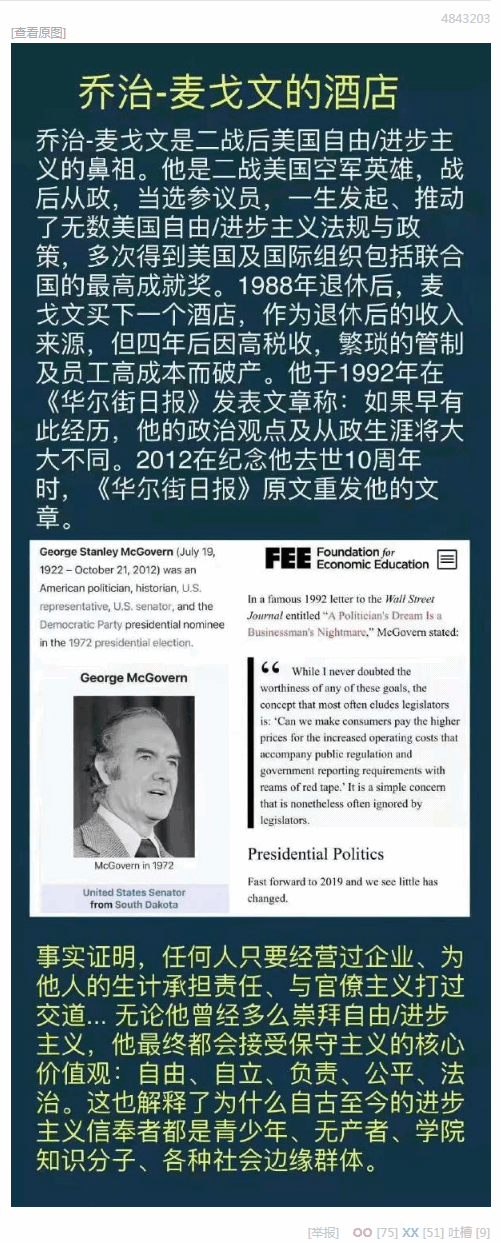 4843203
[查看原图]
乔治-麦戈文的酒店
乔治-麦戈文是二战后美国自由/进步主
义的鼻祖。他是二战美国空军英雄，战
后从政，当选参议员，一生发起、推动
了无数美国自由/进步主义法规与政
策，多次得到美国及国际组织包括联合
国的最高成就奖。1988年退休后，麦
戈文买下一个酒店，作为退休后的收入
来源，但四年后因高税收，繁琐的管制
及员工高成本而破产。他于1992年在
《华尔街日报》发表文章称：如果早有
此经历，他的政治观点及从政生涯将大
大不同。2012在纪念他去世10周年
时，《华尔街日报》原文重发他的文
章。
George Stanley McGovern (July 19,
1922 – October 21, 2012) was an
American politician, historian, U.S.
representative, U.S. senator, and the
Democratic Party presidential nominee
in the 1972 presidential election.
George McGovern
McGovern in 1972
United States Senator
from South Dakota
FEE Foundation for
Economic Education
In a famous 1992 letter to the Wall Street
Journal entitled “A Politician's Dream Is a
Businessman's Nightmare,” McGovern stated:
“ While I never doubted the
worthiness of any of these goals, the
concept that most often eludes legislators
is: ‘Can we make consumers pay the higher
prices for the increased operating costs that
accompany public regulation and
government reporting requirements with
reams of red tape.’ It is a simple concern
that is nonetheless often ignored by
legislators.
Presidential Politics
Fast forward to 2019 and we see little has
changed.
事实证明，任何人只要经营过企业、为
他人的生计承担责任、与官僚主义打过
交道... 无论他曾经多么崇拜自由/进步
主义，他最终都会接受保守主义的核心
价值观：自由、自立、负责、公平、法
治。这也解释了为什么自古至今的进步
主义信奉者都是青少年、无产者、学院
知识分子、各种社会边缘群体。
[举报] OO [75] XX [51] 吐槽 [9]